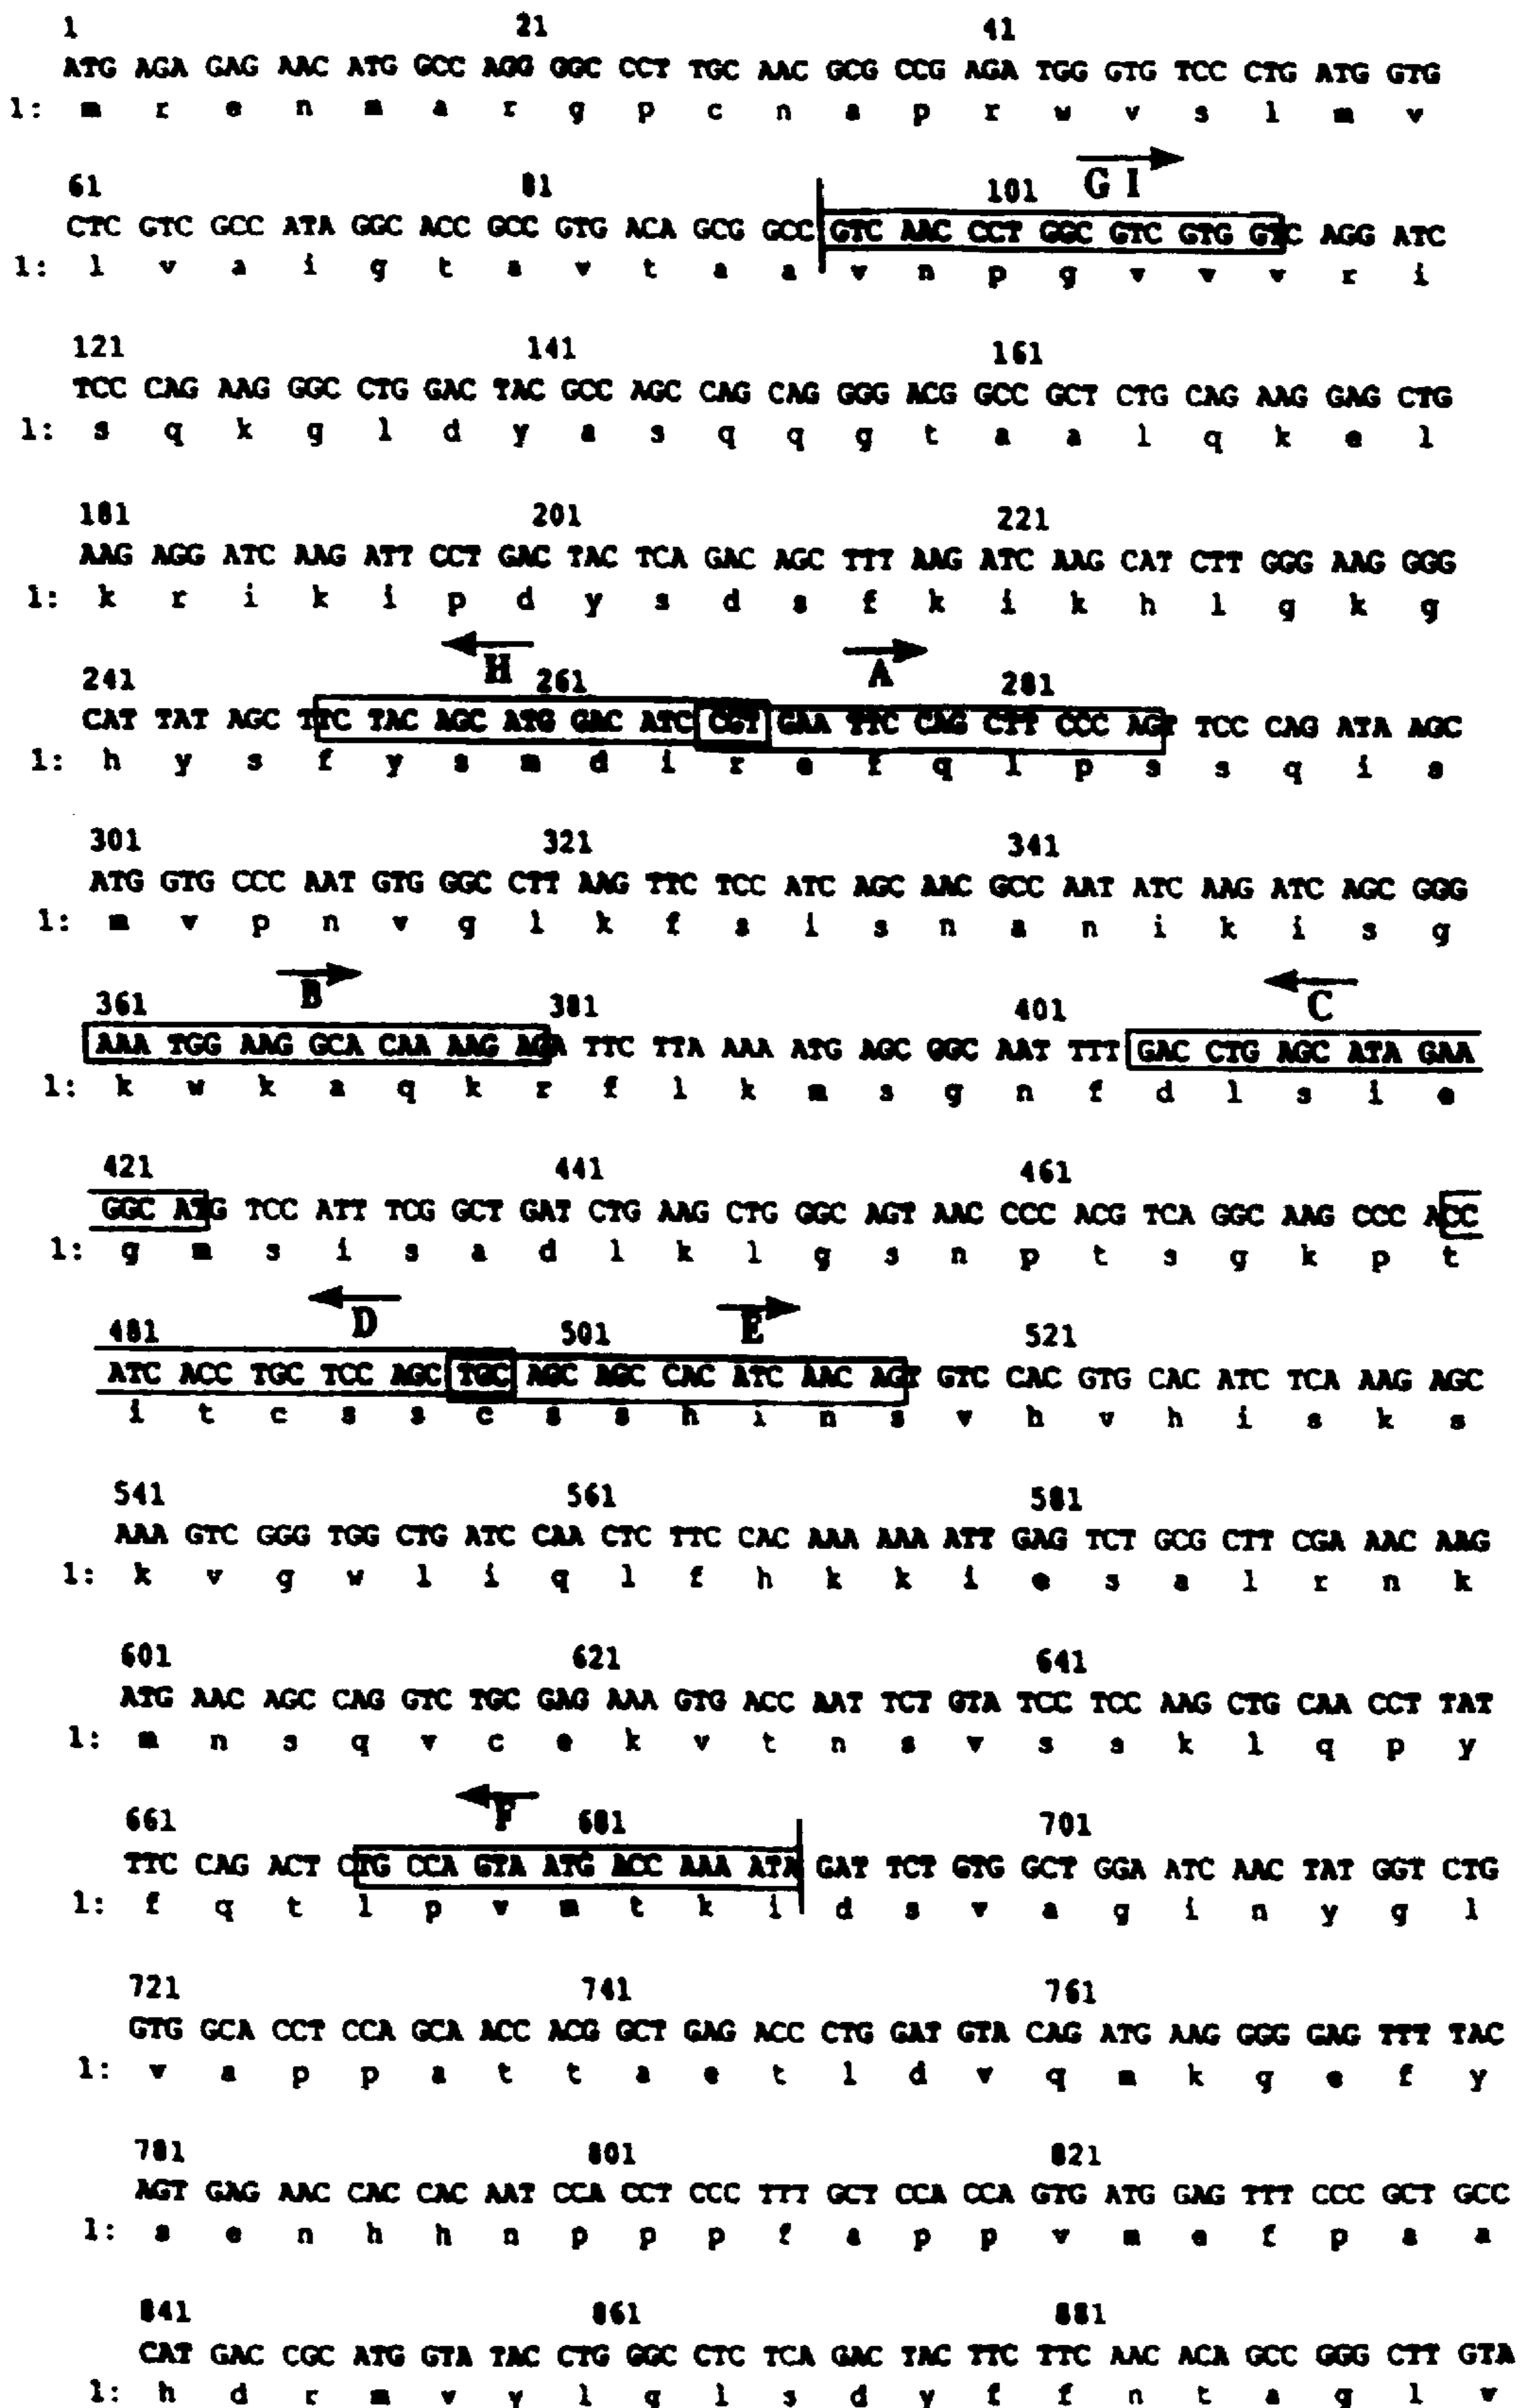 1 21 41
ATG AGA GAG AAC ATG GCC AGG GGC CCT TGC AAC GCG CCG AGA TGG GTG TCC CTG ATG GTG
1: m r e n m a r g p c n a p r w v s l m v
G I
61 81 101
CTC GTC GCC ATA GGC ACC GCC GTG ACA GCG GCC GTC AAC CCT GGC GTC GTG GTC AGG ATC
1: l v a i g t a v t a a v n p g v v v r i
121 141 161
TCC CAG AAG GGC CTG GAC TAC GCC AGC CAG CAG GGG ACG GCC GCT CTG CAG AAG GAG CTG
1: s q k g l d y a s q q g t a a l q k e l
181 201 221
AAG AGG ATC AAG ATT CCT GAC TAC TCA GAC AGC TTT AAG ATC AAG CAT CTT GGG AAG GGG
1: k r i k i p d y s d s f k i k h l g k g
H A
241 261 281
CAT TAT AGC TTC TAC AGC ATG GAC ATC CGT GAA TTC CAG CTT CCC AGT TCC CAG ATA AGC
1: h y s f y s m d i r e f q l p s s q i s
301 321 341
ATG GTG CCC AAT GTG GGC CTT AAG TTC TCC ATC AGC AAC GCC AAT ATC AAG ATC AGC GGG
1: m v p n v g l k f s i s n a n i k i s g
B C
361 381 401
AAA TGG AAG GCA CAA AAG AGA TTC TTA AAA ATG AGC GGC AAT TTT GAC CTG AGC ATA GAA
1: k w k a q k r f l k m s g n f d l s i e
421 441 461
GGC ATG TCC ATT TCG GCT GAT CTG AAG CTG GGC AGT AAC CCC ACG TCA GGC AAG CCC ACC
1: g m s i s a d l k l g s n p t s g k p t
D E
481 501 521
ATC ACC TGC TCC AGC TGC AGC AGC CAC ATC AAC AGT GTC CAC GTG CAC ATC TCA AAG AGC
i t c s s c s s h i n s v h v h i s k s
541 561 581
AAA GTC GGG TGG CTG ATC CAA CTC TTC CAC AAA AAA ATT GAG TCT GCG CTT CGA AAC AAG
1: k v g w l i q l f h k k i e s a l r n k
601 621 641
ATG AAC AGC CAG GTC TGC GAG AAA GTG ACC AAT TCT GTA TCC TCC AAG CTG CAA CCT TAT
1: m n s q v c e k v t n s v s s k l q p y
F
661 681 701
TTC CAG ACT CTG CCA GTA ATG ACC AAA ATA GAT TCT GTG GCT GGA ATC AAC TAT GGT CTG
1: f q t l p v m t k i d s v a g i n y g l
721 741 761
GTG GCA CCT CCA GCA ACC ACG GCT GAG ACC CTG GAT GTA CAG ATG AAG GGG GAG TTT TAC
1: v a p p a t t a e t l d v q m k g e f y
781 801 821
AGT GAG AAC CAC CAC AAT CCA CCT CCC TTT GCT CCA CCA GTG ATG GAG TTT CCC GCT GCC
1: s e n h h n p p p f a p p v m e f p a a
841 861 881
CAT GAC CGC ATG GTA TAC CTG GGC CTC TCA GAC TAC TTC TTC AAC ACA GCC GGG CTT GTA
1: h d r m v y l g l s d y f f n t a g l v